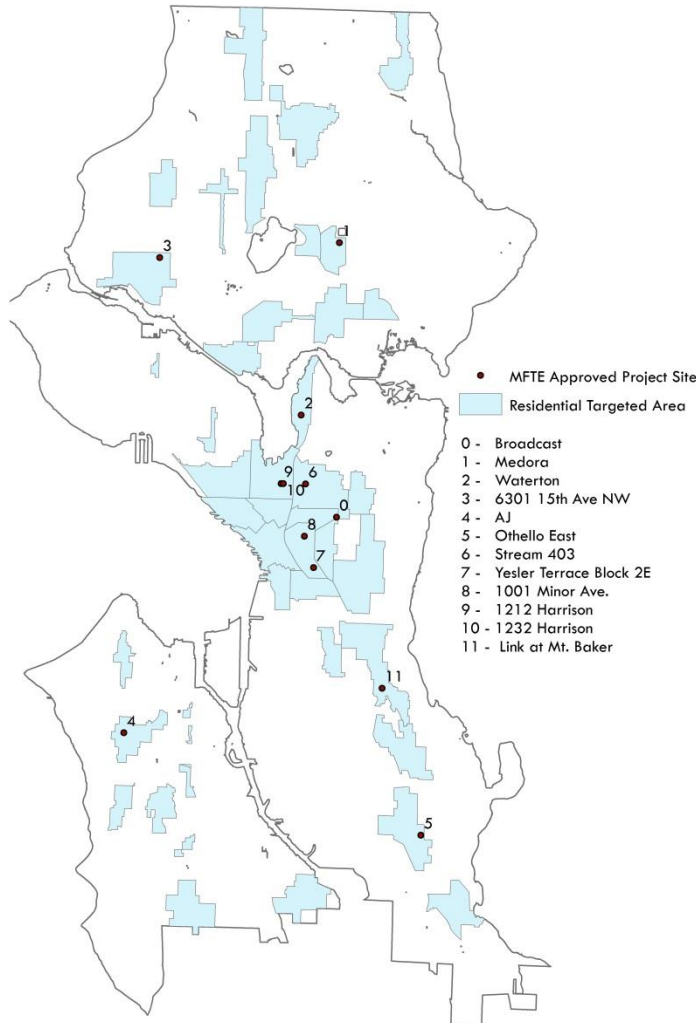 1
3
2
9
6
10
0
8
7
11
4
5
MFTE Approved Project Site
Residential Targeted Area
0 - Broadcast
1 - Medora
2 - Waterton
3 - 6301 15th Ave NW
4 - AJ
5 - Othello East
6 - Stream 403
7 - Yesler Terrace Block 2E
8 - 1001 Minor Ave.
9 - 1212 Harrison
10 - 1232 Harrison
11 - Link at Mt. Baker